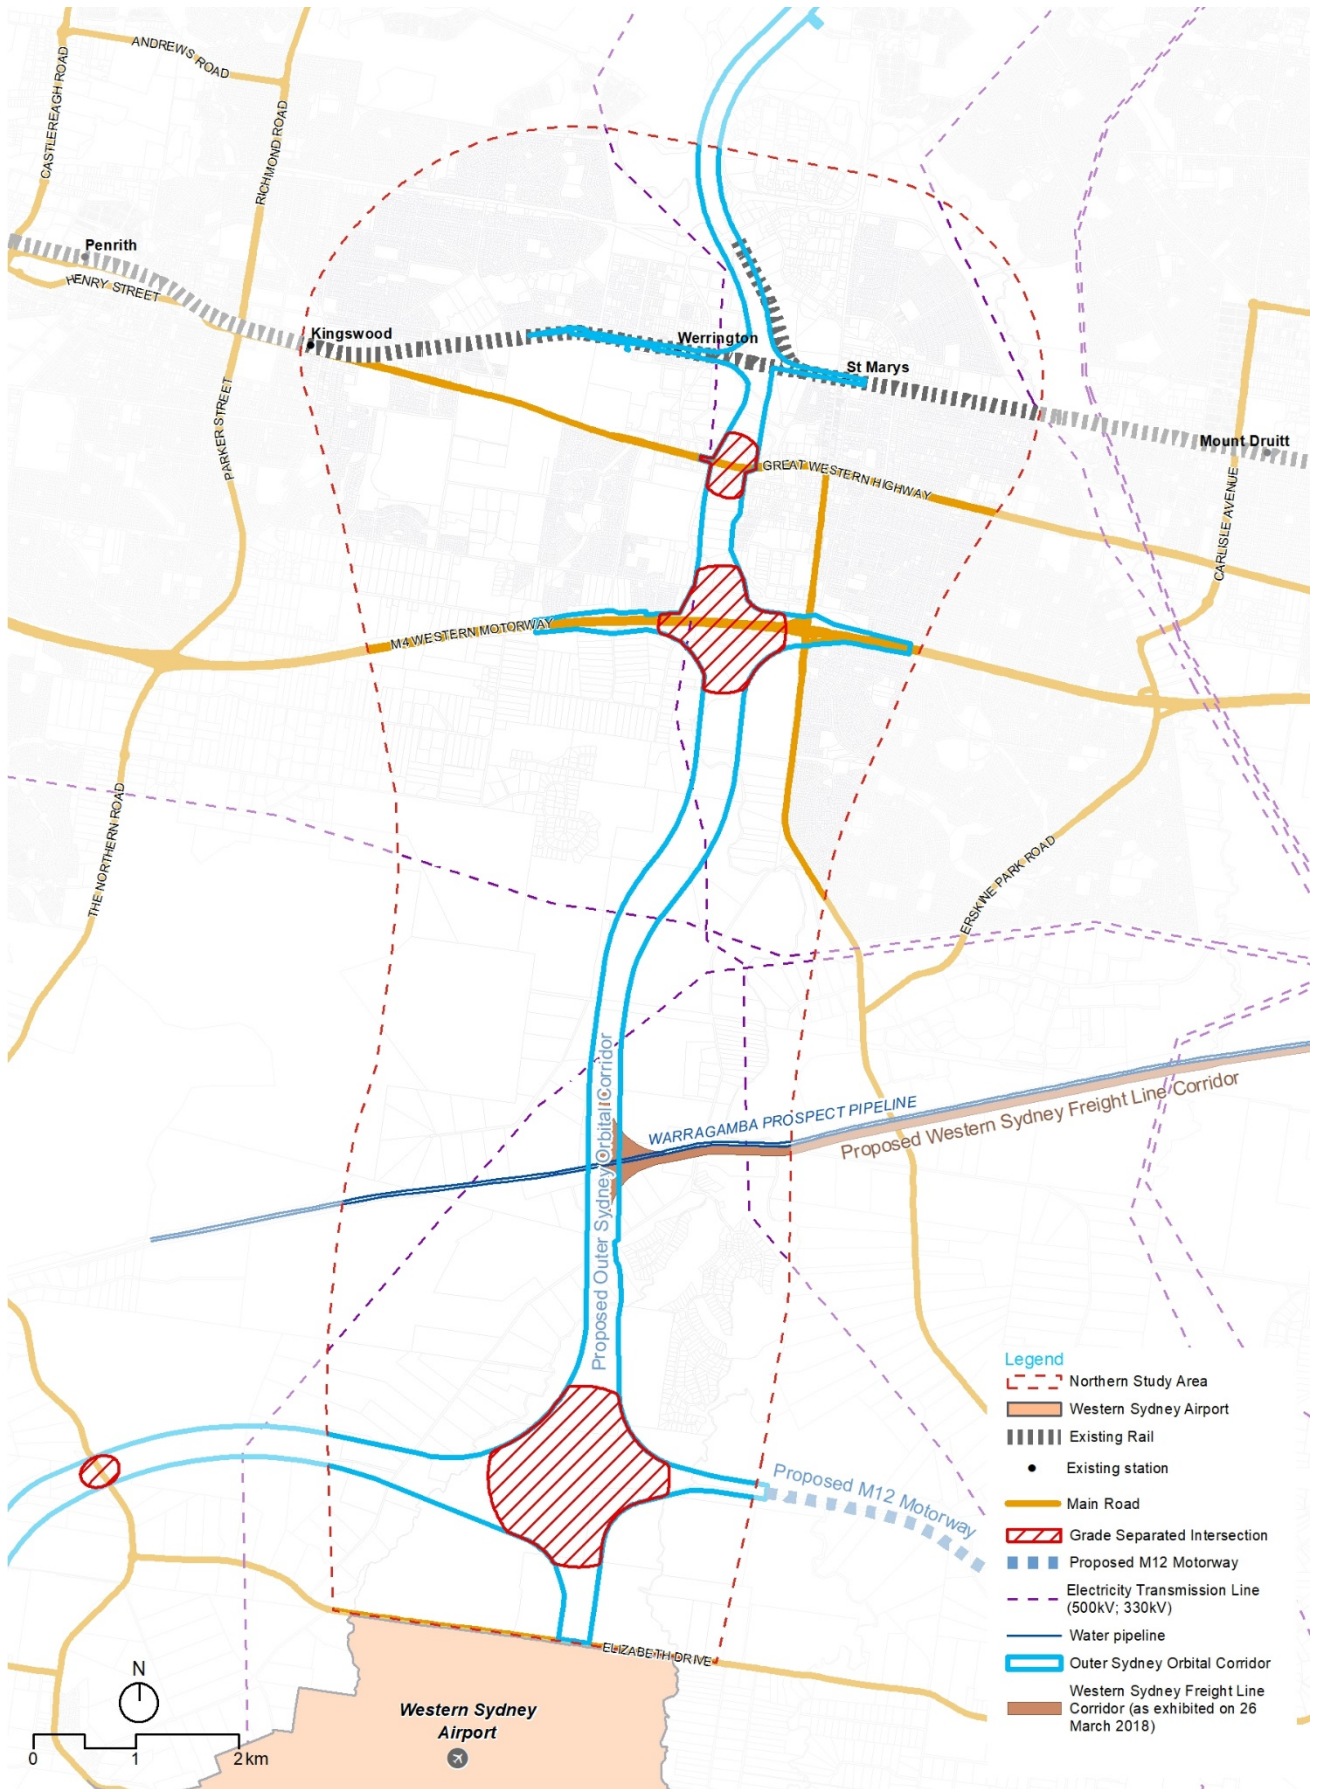 ANDREWS ROAD
CASTLEREAGH ROAD
RICHMOND ROAD
Penrith
HENRY STREET
Kingswood
Werrington
St Marys
PARKER STREET
Mount Druitt
GREAT WESTERN HIGHWAY
CARLISLE AVENUE
M4 WESTERN MOTORWAY
THE NORTHERN ROAD
ERSKINE PARK ROAD
Proposed Outer Sydney Orbital Corridor
WARRAGAMBA PROSPECT PIPELINE
Proposed Western Sydney Freight Line Corridor
Proposed M12 Motorway
ELIZABETH DRIVE
Western Sydney
Airport
N
0 1 2 km
Legend
Northern Study Area
Western Sydney Airport
Existing Rail
Existing station
Main Road
Grade Separated Intersection
Proposed M12 Motorway
Electricity Transmission Line
(500kV; 330kV)
Water pipeline
Outer Sydney Orbital Corridor
Western Sydney Freight Line
Corridor (as exhibited on 26
March 2018)